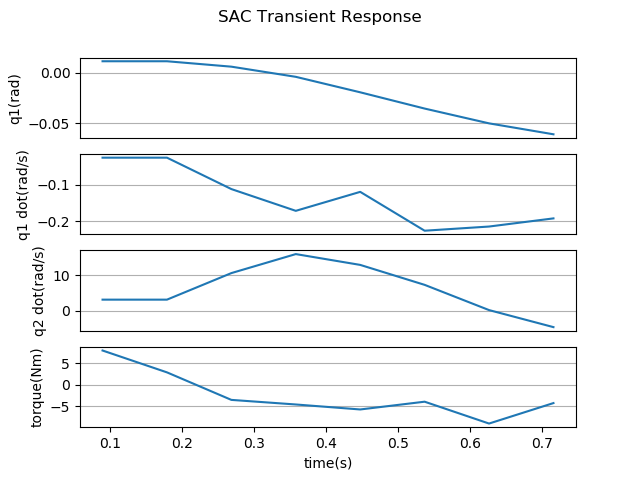 SAC Transient Response
q1(rad)
0.00
−0.05
q1 dot(rad/s)
−0.1
−0.2
q2 dot(rad/s)
10
0
torque(Nm)
5
0
−5
0.1 0.2 0.3 0.4 0.5 0.6 0.7
time(s)